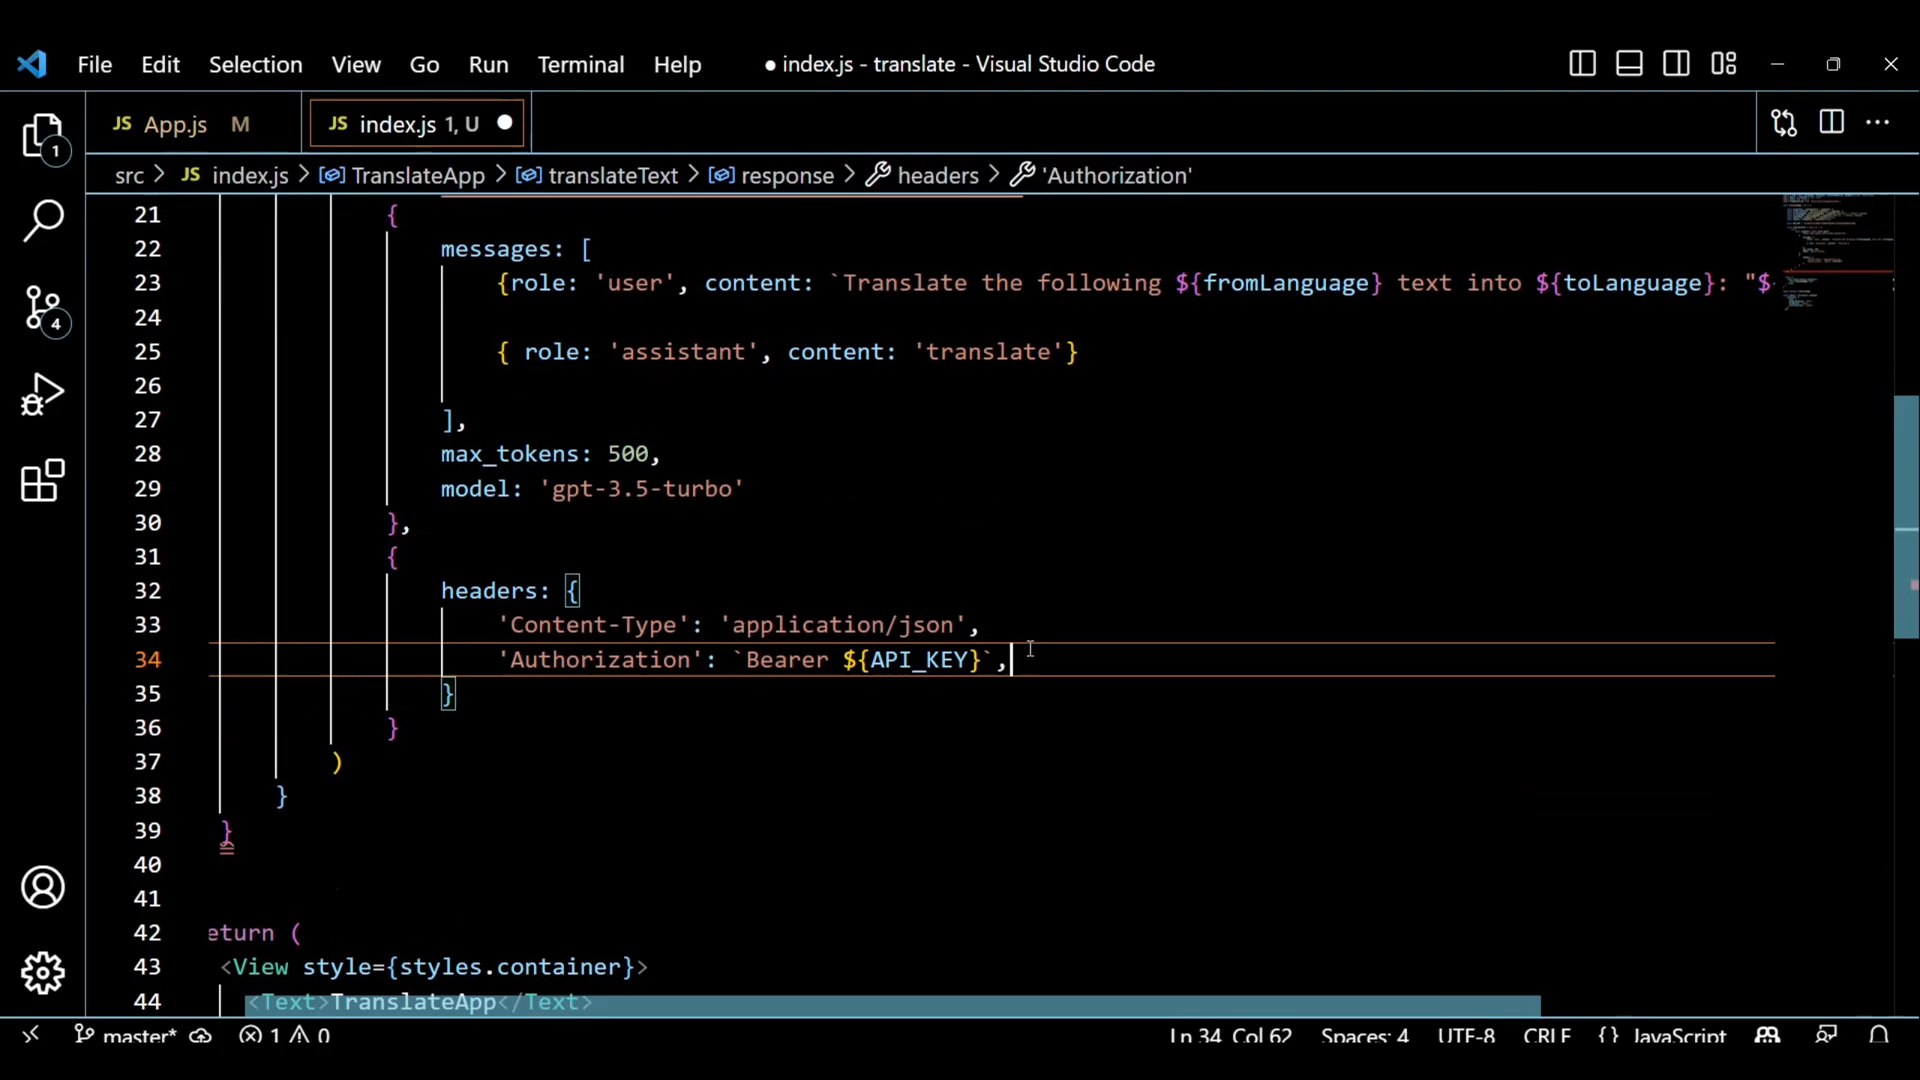 File Edit Selection View Go Run Terminal Help ● index.js - translate - Visual Studio Code
JS App.js M JS index.js 1, U
src > JS index.js > TranslateApp > translateText > response > headers > 'Authorization'
1
4
21 {
22 messages: [
23 {role: 'user', content: `Translate the following ${fromLanguage} text into ${toLanguage}: "$
24
25 { role: 'assistant', content: 'translate'}
26
27 ],
28 max_tokens: 500,
29 model: 'gpt-3.5-turbo'
30 },
31 {
32 headers: {
33 'Content-Type': 'application/json',
34 'Authorization': `Bearer ${API_KEY}`,
35 }
36 }
37 )
38 }
39 }
40
41
42 eturn (
43 <View style={styles.container}>
44 <Text>TranslateApp</Text>
master* 1 0 Ln 34 Col 62 Spaces: 4 UTF-8 CRLF {} JavaScript